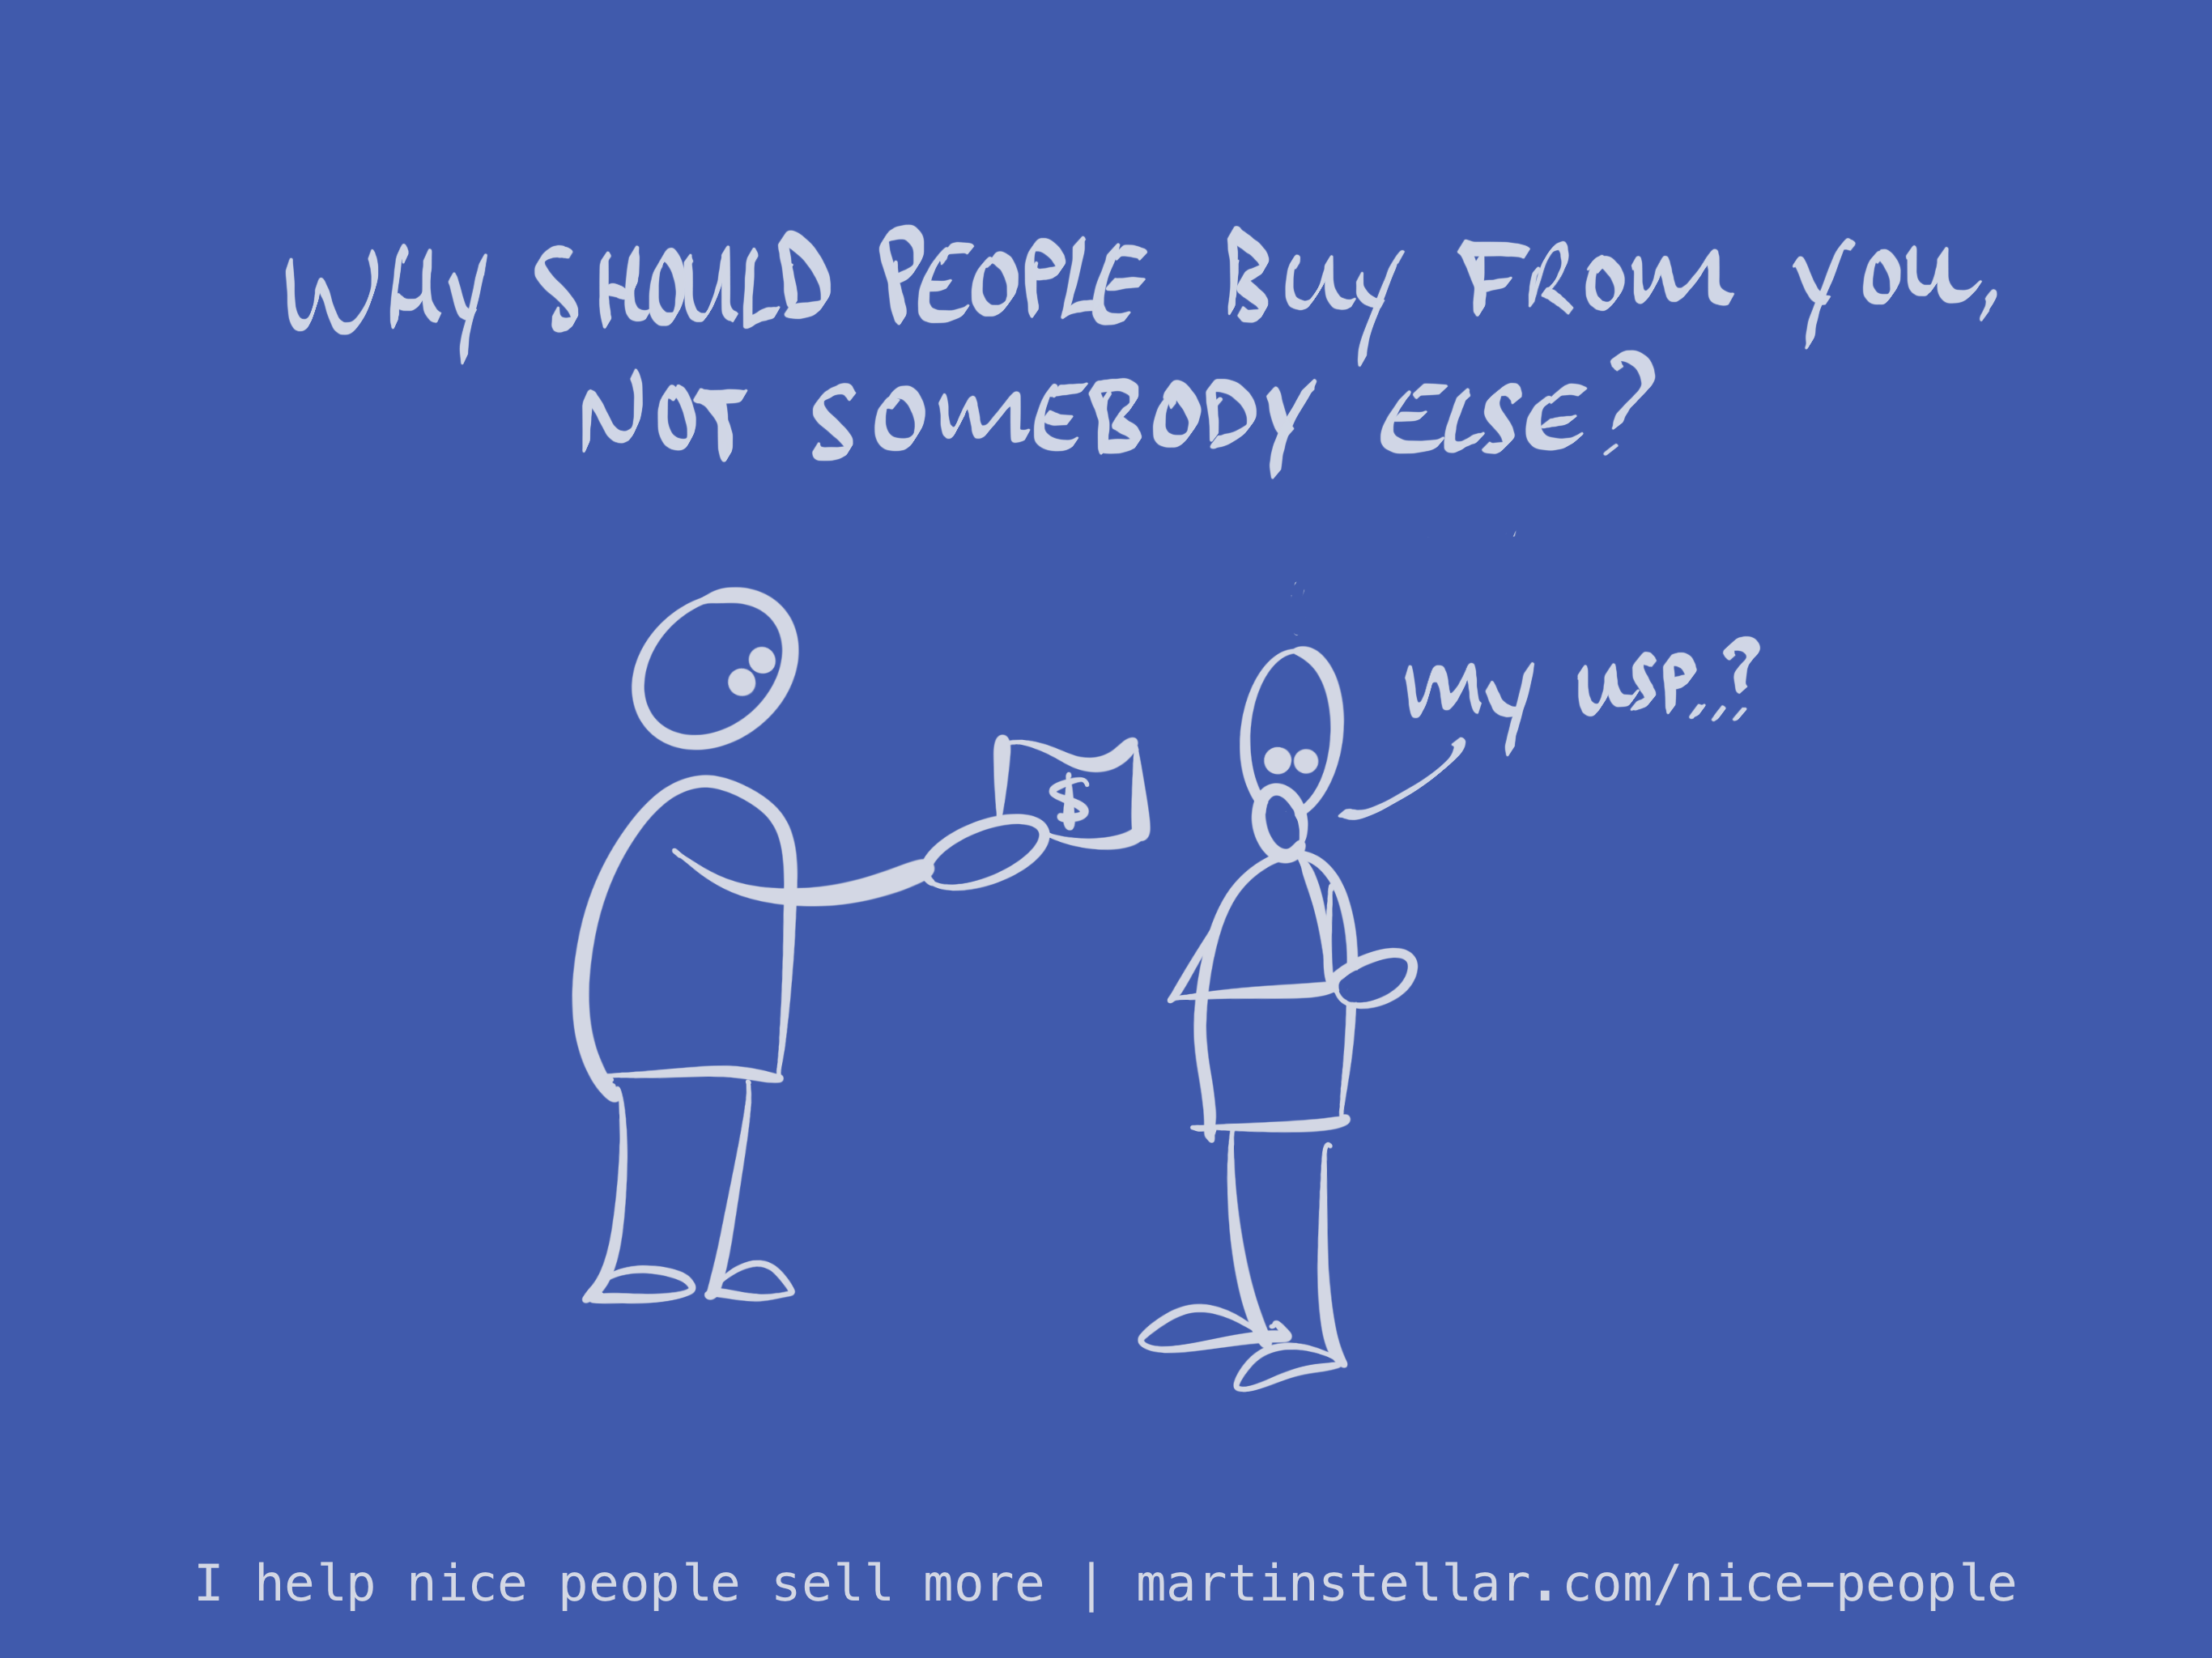 WHY SHOULD PEOPLE BUY FROM YOU,
NOT SOMEBODY ELSE?
$
my USP...?
I help nice people sell more | martinstellar.com/nice-people